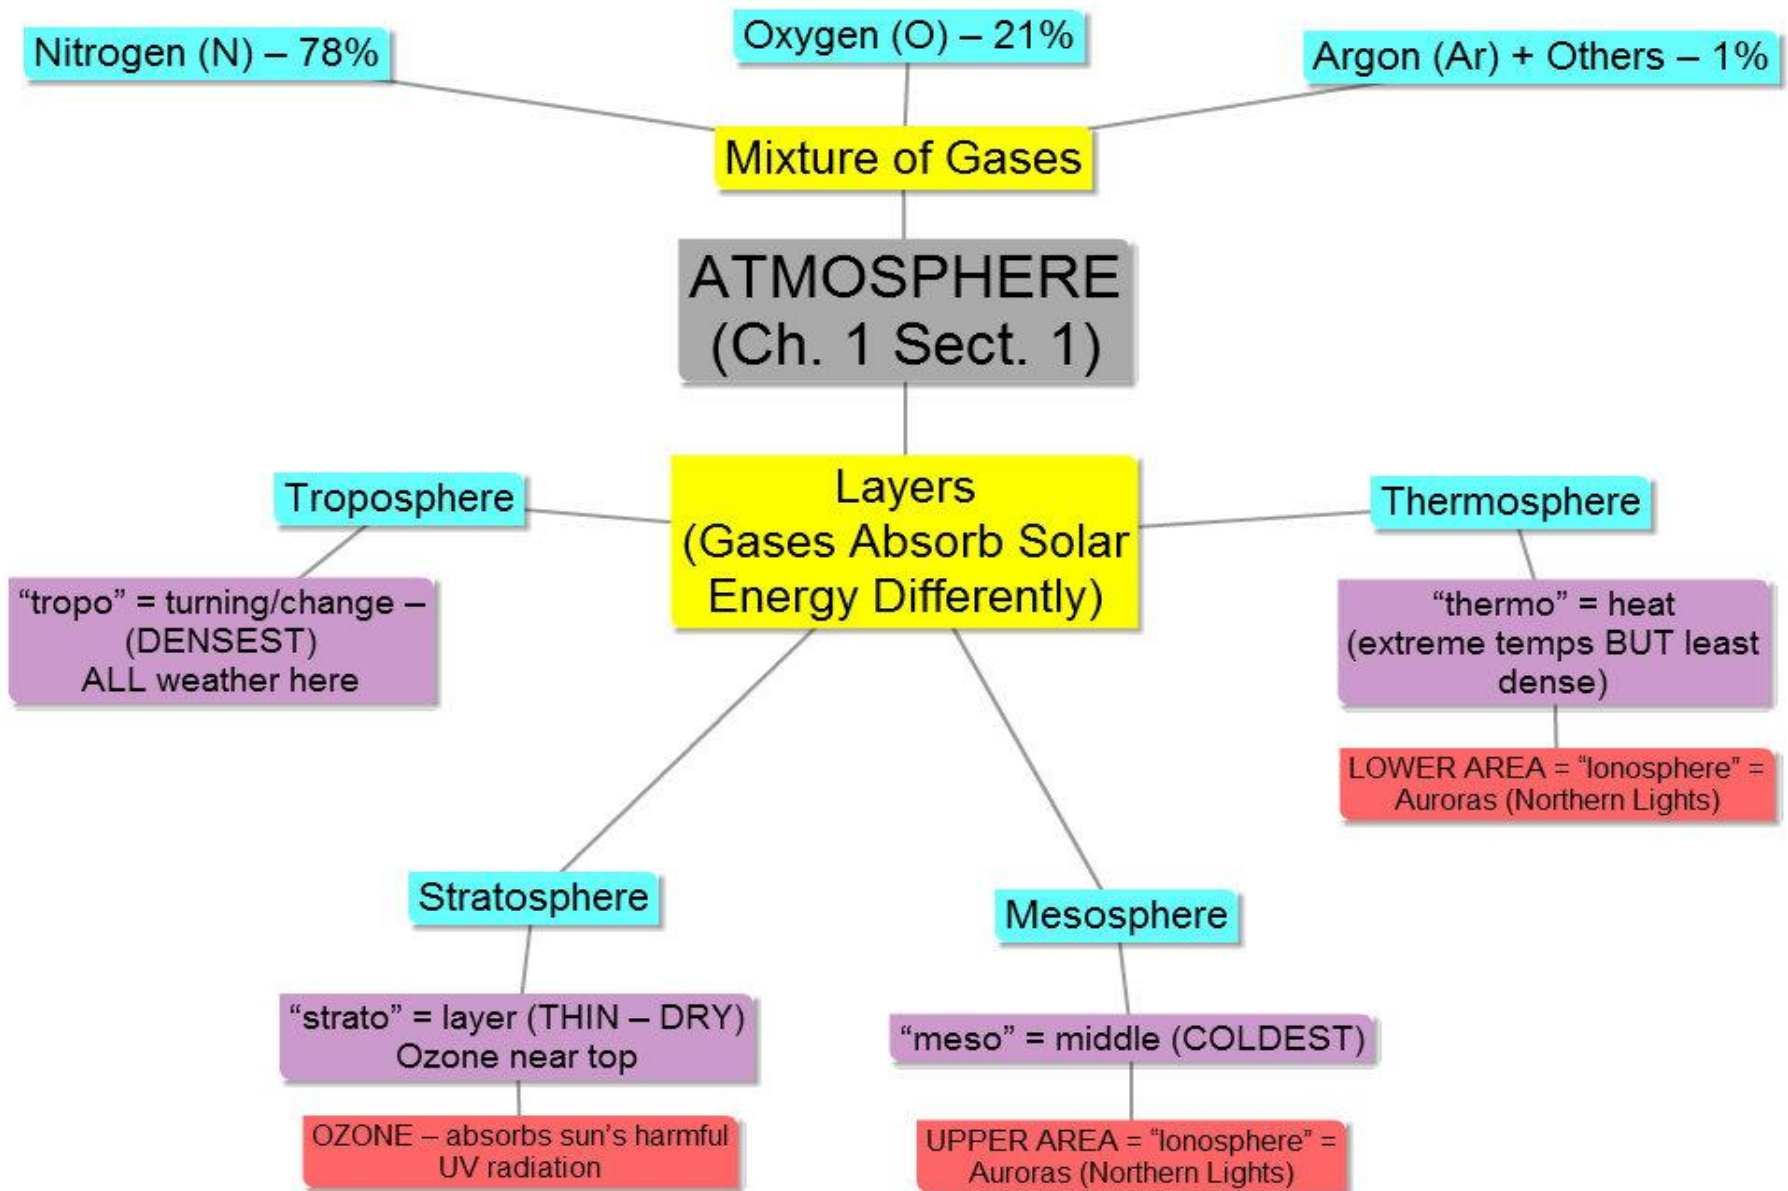 Nitrogen (N) – 78%
Oxygen (O) – 21%
Argon (Ar) + Others – 1%
Mixture of Gases
ATMOSPHERE
(Ch. 1 Sect. 1)
Layers
(Gases Absorb Solar
Energy Differently)
Troposphere
“tropo” = turning/change –
(DENSEST)
ALL weather here
Stratosphere
“strato” = layer (THIN – DRY)
Ozone near top
OZONE – absorbs sun’s harmful
UV radiation
Mesosphere
“meso” = middle (COLDEST)
UPPER AREA = “Ionosphere” =
Auroras (Northern Lights)
Thermosphere
“thermo” = heat
(extreme temps BUT least
dense)
LOWER AREA = “Ionosphere” =
Auroras (Northern Lights)